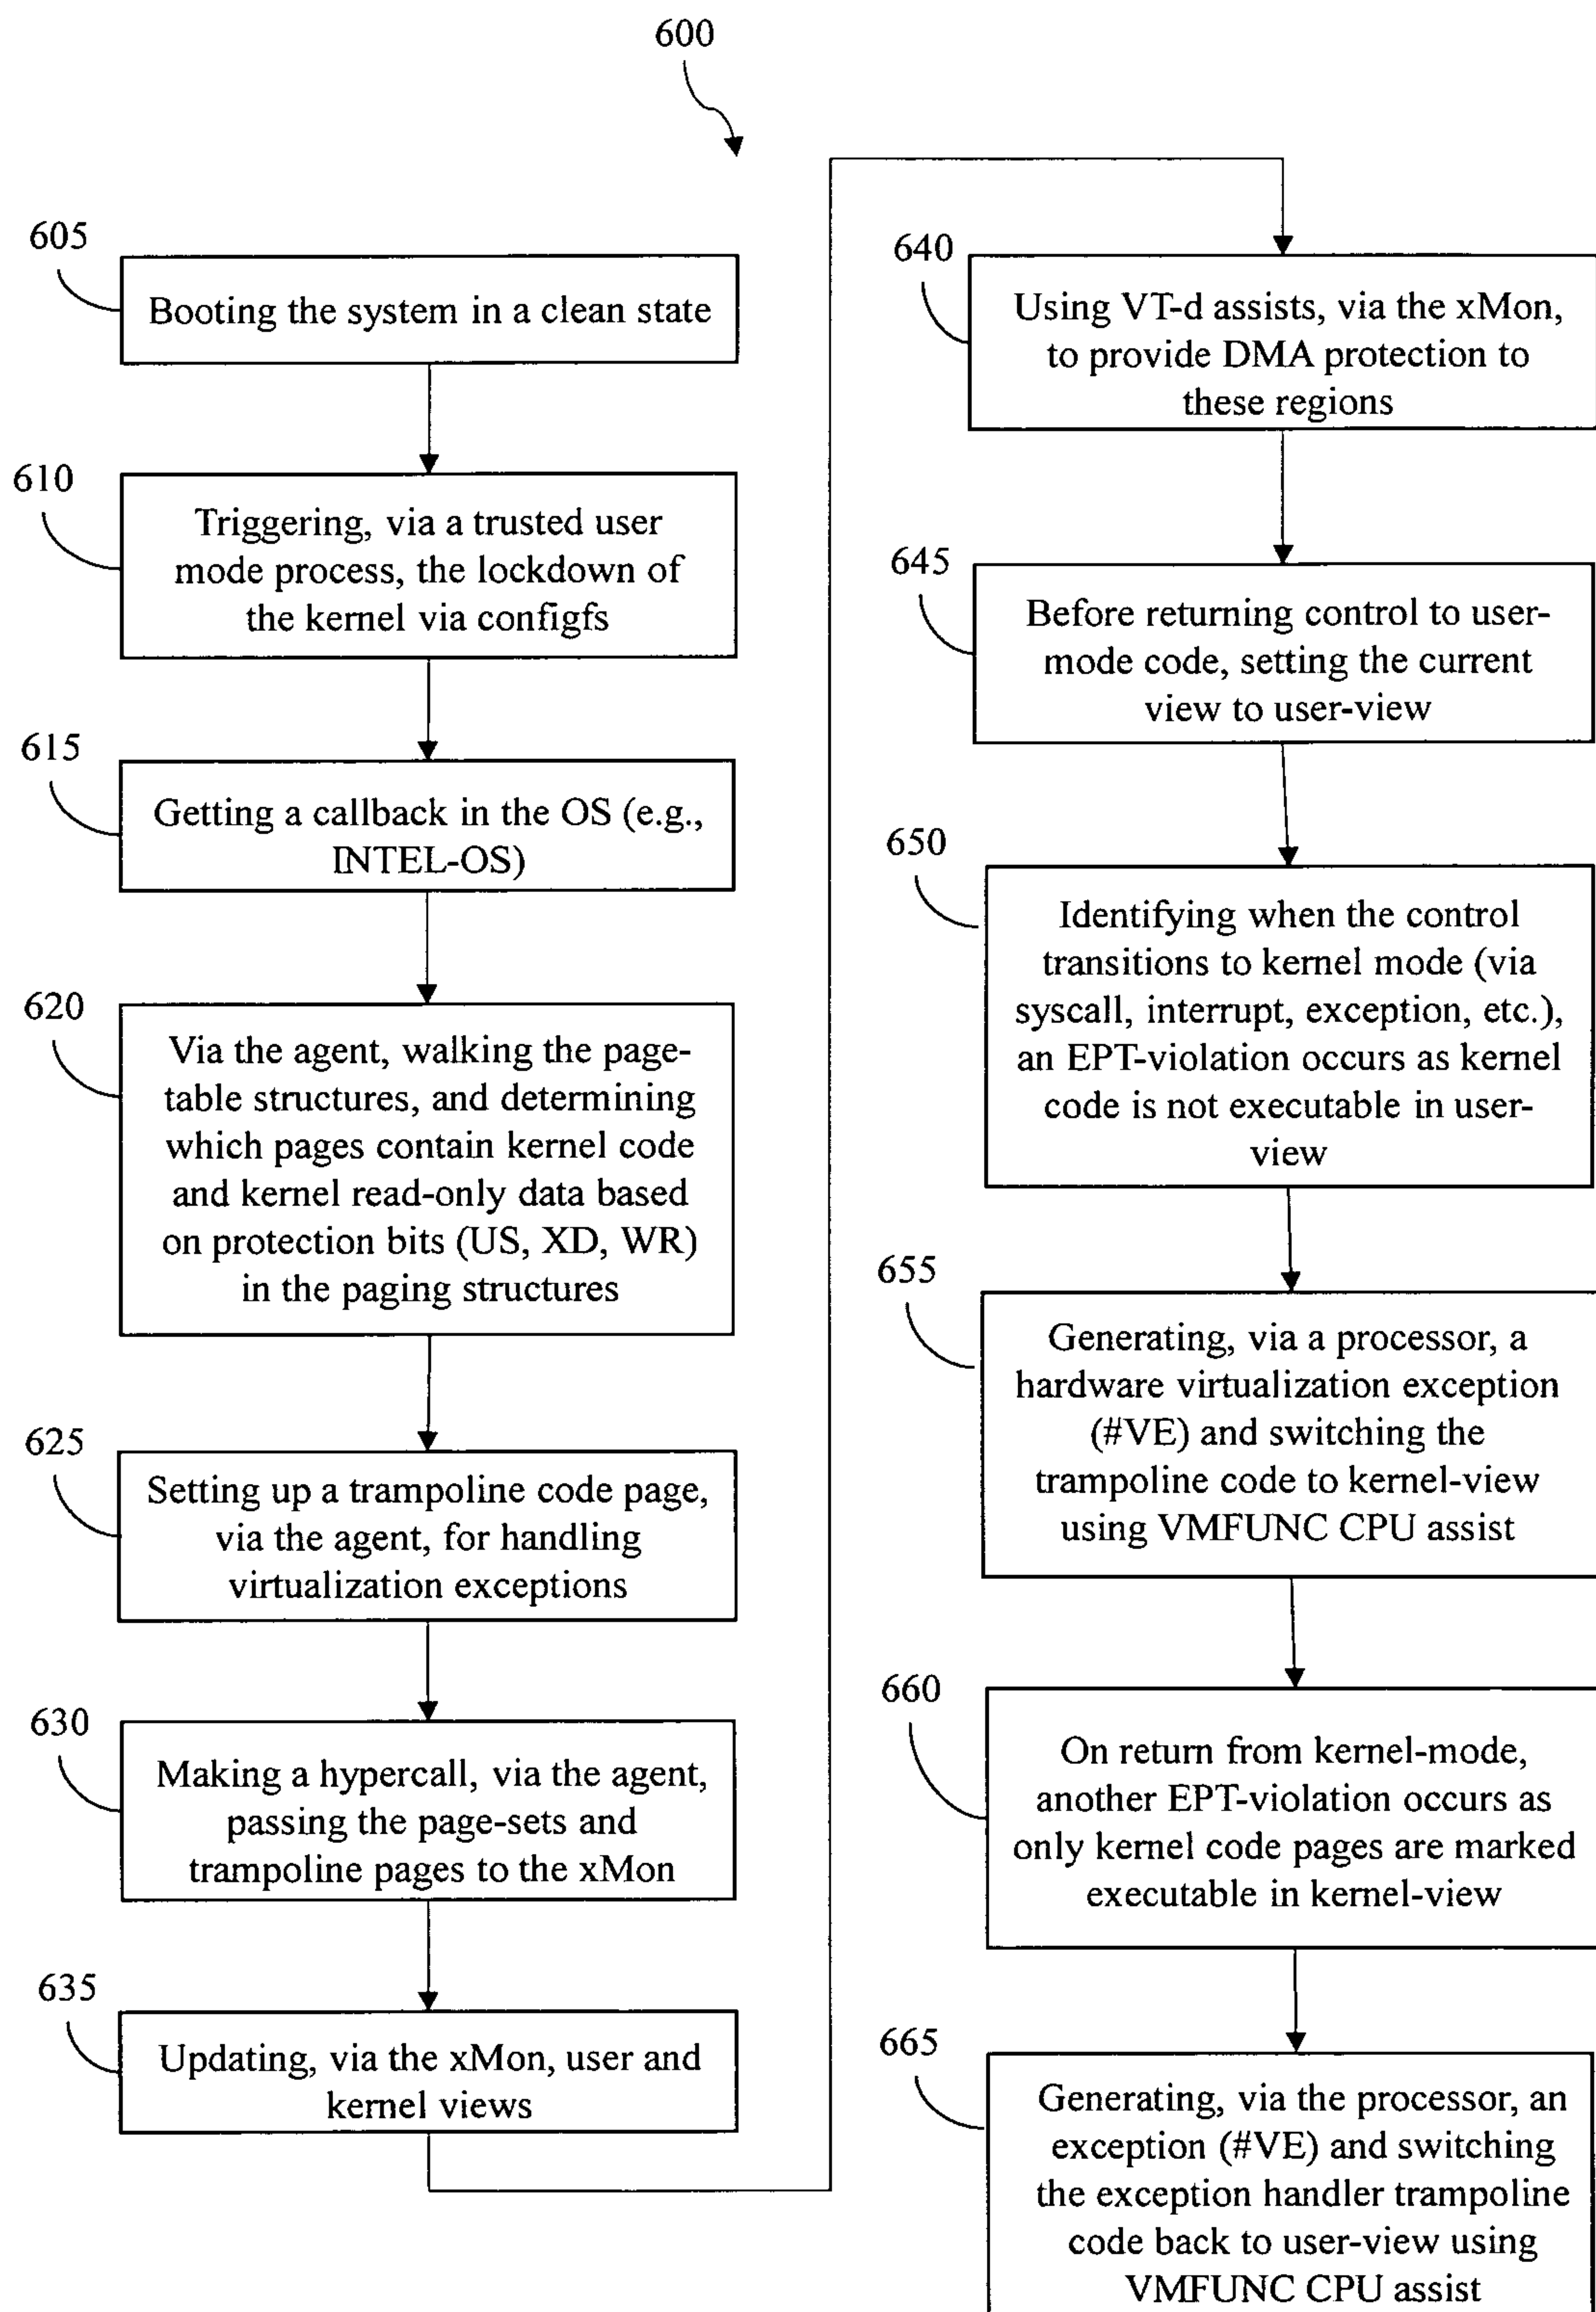 600
605
Booting the system in a clean state
610
Triggering, via a trusted user
mode process, the lockdown of
the kernel via configfs
615
Getting a callback in the OS (e.g.,
INTEL-OS)
620
Via the agent, walking the page-
table structures, and determining
which pages contain kernel code
and kernel read-only data based
on protection bits (US, XD, WR)
in the paging structures
625
Setting up a trampoline code page,
via the agent, for handling
virtualization exceptions
630
Making a hypercall, via the agent,
passing the page-sets and
trampoline pages to the xMon
635
Updating, via the xMon, user and
kernel views
640
Using VT-d assists, via the xMon,
to provide DMA protection to
these regions
645
Before returning control to user-
mode code, setting the current
view to user-view
650
Identifying when the control
transitions to kernel mode (via
syscall, interrupt, exception, etc.),
an EPT-violation occurs as kernel
code is not executable in user-
view
655
Generating, via a processor, a
hardware virtualization exception
(#VE) and switching the
trampoline code to kernel-view
using VMFUNC CPU assist
660
On return from kernel-mode,
another EPT-violation occurs as
only kernel code pages are marked
executable in kernel-view
665
Generating, via the processor, an
exception (#VE) and switching
the exception handler trampoline
code back to user-view using
VMFUNC CPU assist